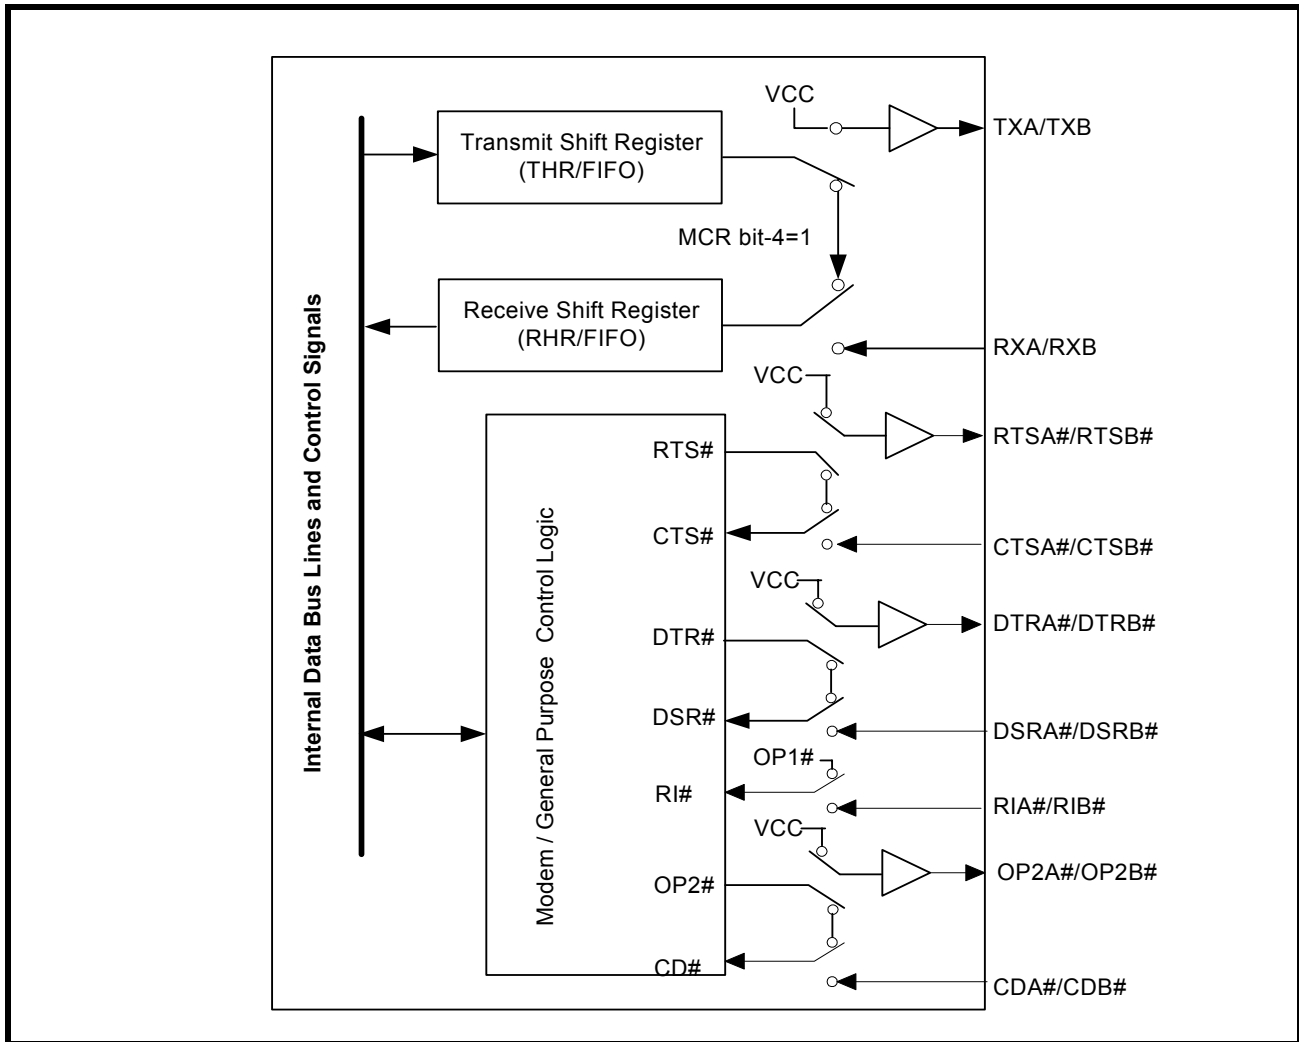 VCC
TXA/TXB
Transmit Shift Register
(THR/FIFO)
MCR bit-4=1
Receive Shift Register
(RHR/FIFO)
RXA/RXB
VCC
RTSA#/RTSB#
RTS#
CTS#
CTSA#/CTSB#
VCC
DTRA#/DTRB#
DTR#
DSR#
DSRA#/DSRB#
OP1#
RI#
RIA#/RIB#
VCC
OP2A#/OP2B#
OP2#
CD#
CDA#/CDB#
Internal Data Bus Lines and Control Signals
Modem / General Purpose Control Logic